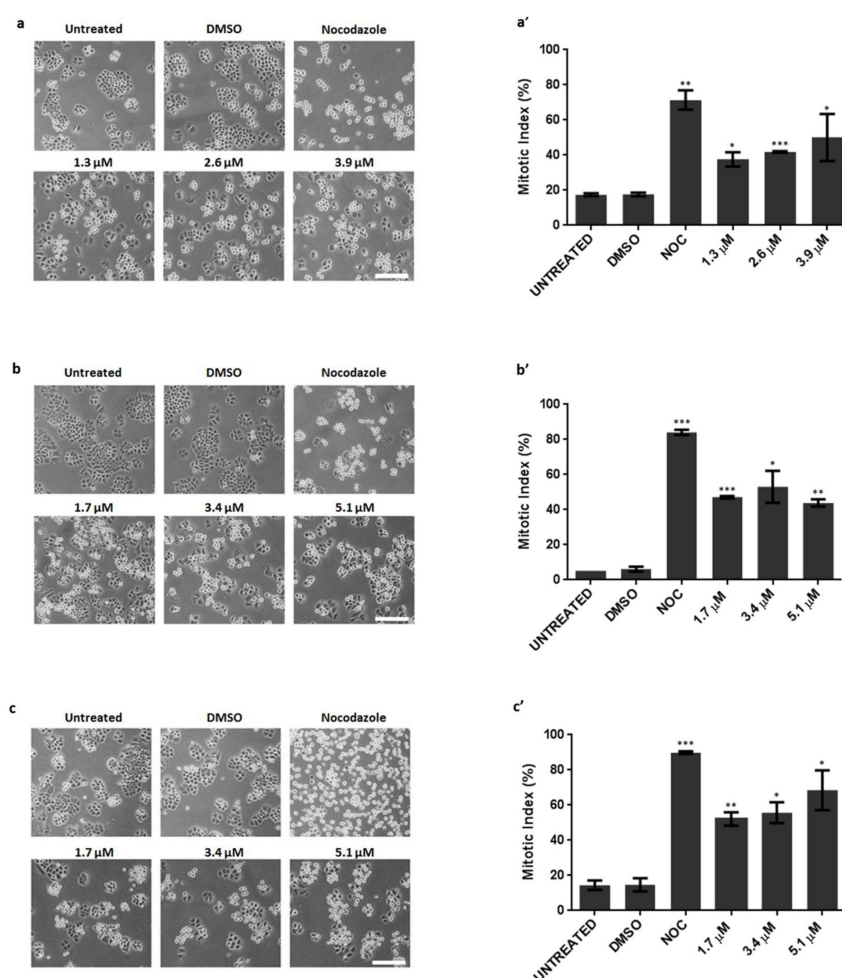 a
Untreated DMSO Nocodazole
1.3 μM 2.6 μM 3.9 μM
a′
Mitotic Index (%)
100
80
60
40
20
0
** * *** *
UNTREATED DMSO NOC 1.3 μM 2.6 μM 3.9 μM
b
Untreated DMSO Nocodazole
1.7 μM 3.4 μM 5.1 μM
b′
Mitotic Index (%)
100
80
60
40
20
0
*** *** * **
UNTREATED DMSO NOC 1.7 μM 3.4 μM 5.1 μM
c
Untreated DMSO Nocodazole
1.7 μM 3.4 μM 5.1 μM
c′
Mitotic Index (%)
100
80
60
40
20
0
*** ** * *
UNTREATED DMSO NOC 1.7 μM 3.4 μM 5.1 μM